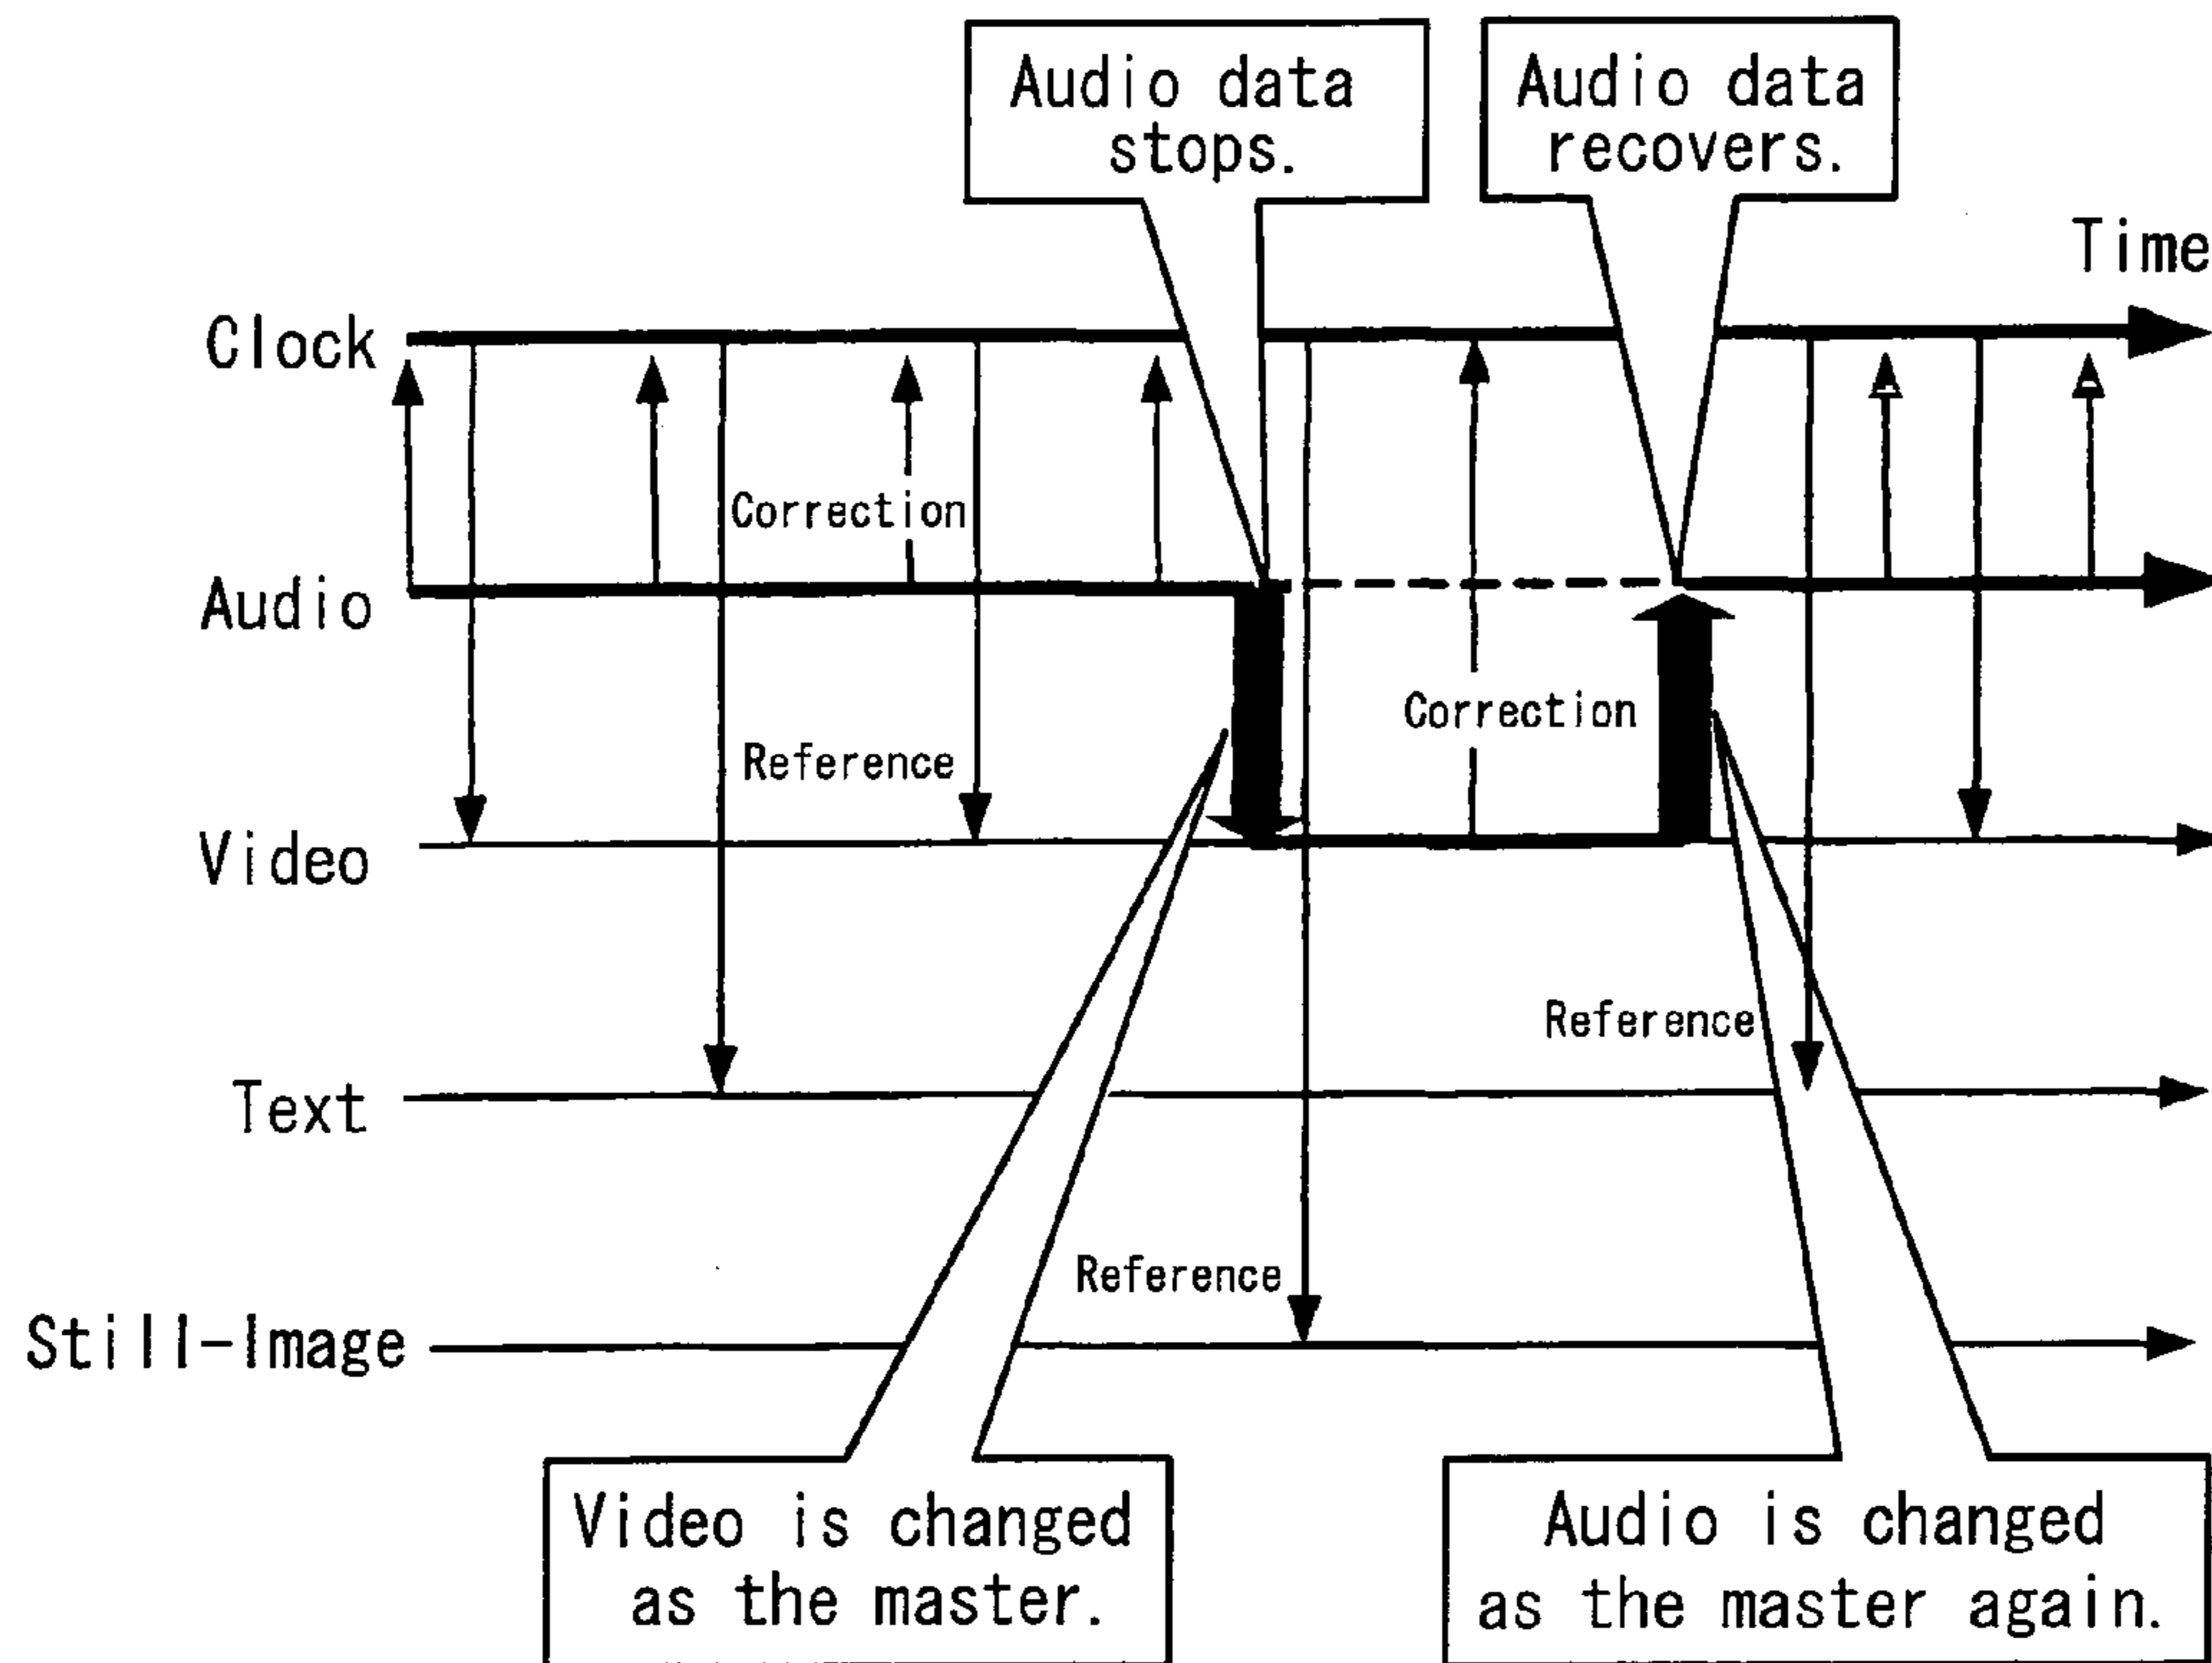 Audio data
stops.
Audio data
recovers.
Time
Clock
Correction
Audio
Correction
Reference
Video
Reference
Text
Reference
Still-Image
Video is changed
as the master.
Audio is changed
as the master again.